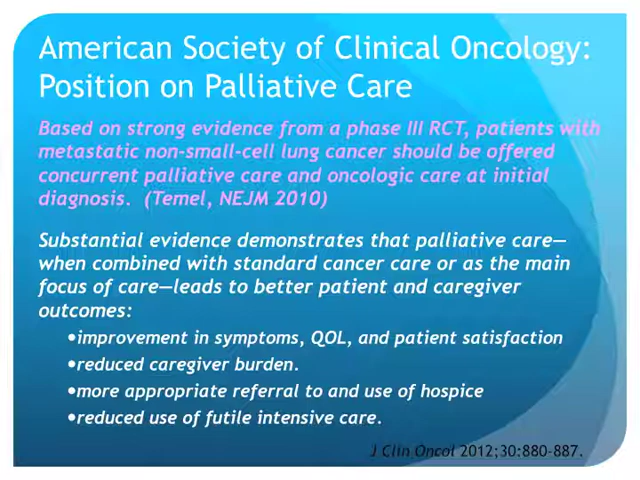 American Society of Clinical Oncology:
Position on Palliative Care
Based on strong evidence from a phase III RCT, patients with
metastatic non-small-cell lung cancer should be offered
concurrent palliative care and oncologic care at initial
diagnosis. (Temel, NEJM 2010)
Substantial evidence demonstrates that palliative care—
when combined with standard cancer care or as the main
focus of care—leads to better patient and caregiver
outcomes:
•improvement in symptoms, QOL, and patient satisfaction
•reduced caregiver burden.
•more appropriate referral to and use of hospice
•reduced use of futile intensive care.
J Clin Oncol 2012;30:880-887.